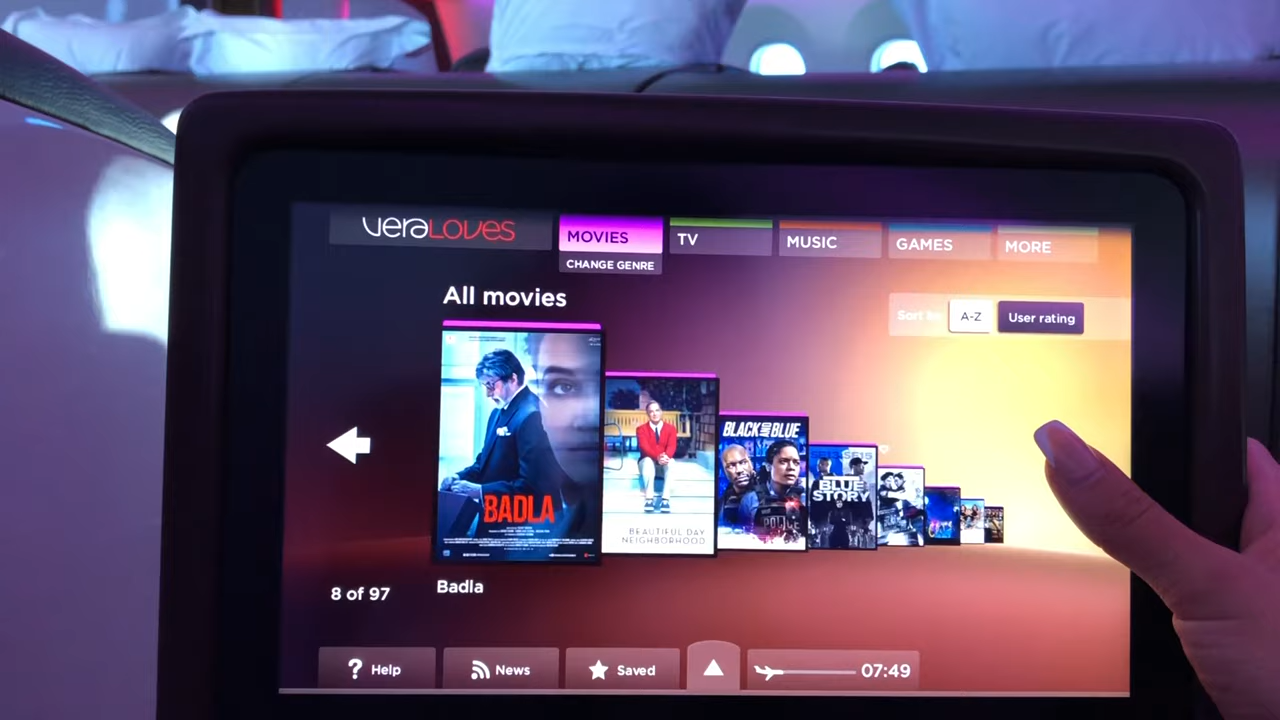 veraLoves
MOVIES
TV
MUSIC
GAMES
MORE
CHANGE GENRE
All movies
Sort by
A-Z
User rating
BADLA
BEAUTIFUL DAY
NEIGHBORHOOD
BLACK AND BLUE
POLICE
BLUE
STORY
8 of 97
Badla
Help
News
Saved
07:49